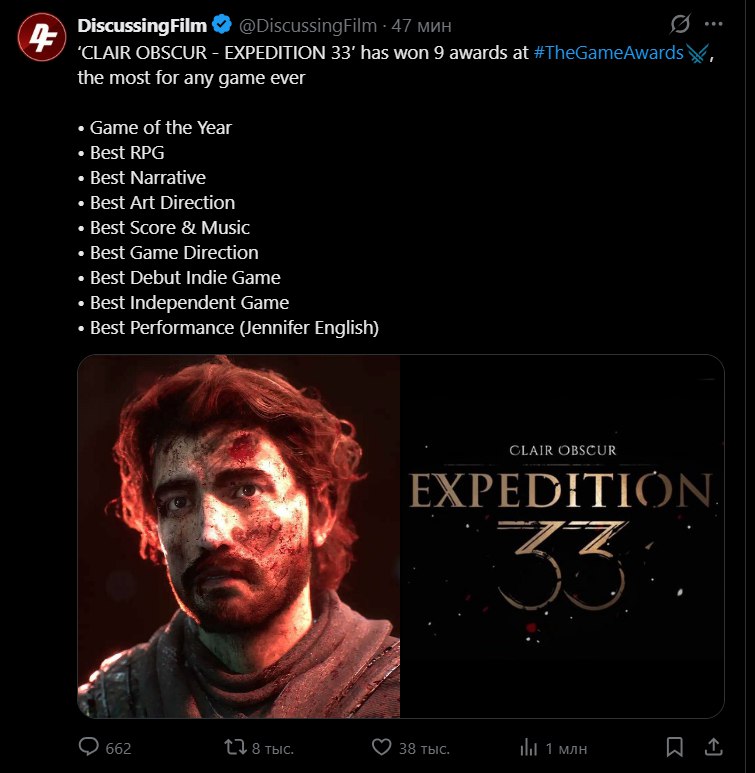 DiscussingFilm @DiscussingFilm · 47 мин
‘CLAIR OBSCUR - EXPEDITION 33’ has won 9 awards at #TheGameAwards,
the most for any game ever
• Game of the Year
• Best RPG
• Best Narrative
• Best Art Direction
• Best Score & Music
• Best Game Direction
• Best Debut Indie Game
• Best Independent Game
• Best Performance (Jennifer English)
CLAIR OBSCUR
EXPEDITION
33
662 8 тыс. 38 тыс. 1 млн